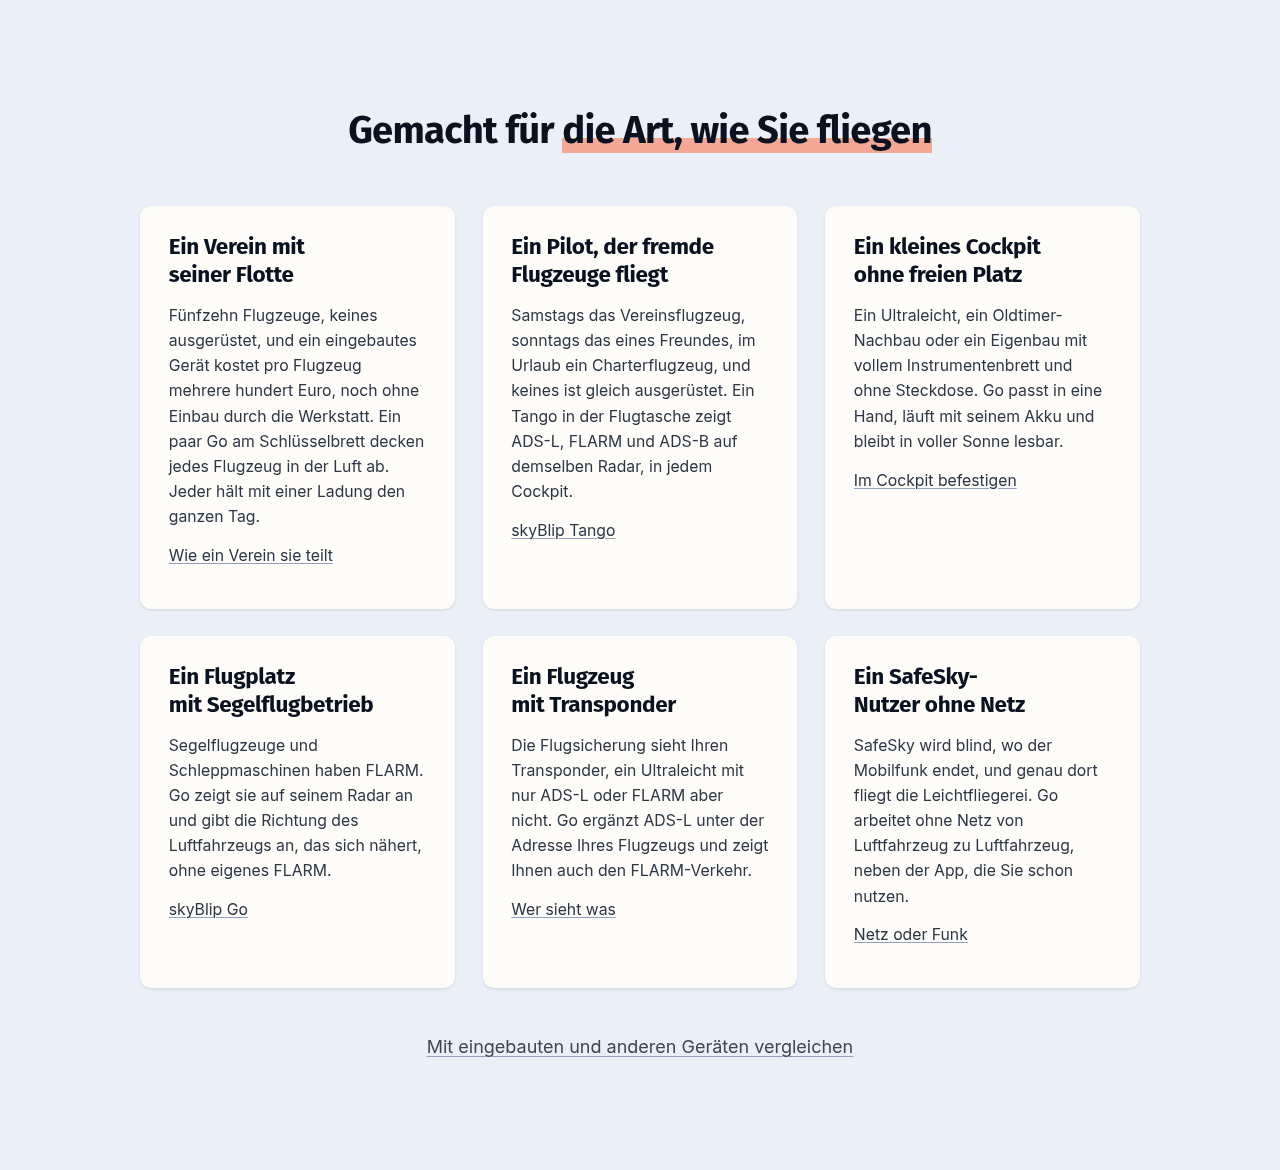 Gemacht für die Art, wie Sie fliegen
Ein Verein mit
seiner Flotte
Fünfzehn Flugzeuge, keines
ausgerüstet, und ein eingebautes
Gerät kostet pro Flugzeug
mehrere hundert Euro, noch ohne
Einbau durch die Werkstatt. Ein
paar Go am Schlüsselbrett decken
jedes Flugzeug in der Luft ab.
Jeder hält mit einer Ladung den
ganzen Tag.
Wie ein Verein sie teilt
Ein Pilot, der fremde
Flugzeuge fliegt
Samstags das Vereinsflugzeug,
sonntags das eines Freundes, im
Urlaub ein Charterflugzeug, und
keines ist gleich ausgerüstet. Ein
Tango in der Flugtasche zeigt
ADS-L, FLARM und ADS-B auf
demselben Radar, in jedem
Cockpit.
skyBlip Tango
Ein kleines Cockpit
ohne freien Platz
Ein Ultraleicht, ein Oldtimer-
Nachbau oder ein Eigenbau mit
vollem Instrumentenbrett und
ohne Steckdose. Go passt in eine
Hand, läuft mit seinem Akku und
bleibt in voller Sonne lesbar.
Im Cockpit befestigen
Ein Flugplatz
mit Segelflugbetrieb
Segelflugzeuge und
Schleppmaschinen haben FLARM.
Go zeigt sie auf seinem Radar an
und gibt die Richtung des
Luftfahrzeugs an, das sich nähert,
ohne eigenes FLARM.
skyBlip Go
Ein Flugzeug
mit Transponder
Die Flugsicherung sieht Ihren
Transponder, ein Ultraleicht mit
nur ADS-L oder FLARM aber
nicht. Go ergänzt ADS-L unter der
Adresse Ihres Flugzeugs und zeigt
Ihnen auch den FLARM-Verkehr.
Wer sieht was
Ein SafeSky-
Nutzer ohne Netz
SafeSky wird blind, wo der
Mobilfunk endet, und genau dort
fliegt die Leichtfliegerei. Go
arbeitet ohne Netz von
Luftfahrzeug zu Luftfahrzeug,
neben der App, die Sie schon
nutzen.
Netz oder Funk
Mit eingebauten und anderen Geräten vergleichen